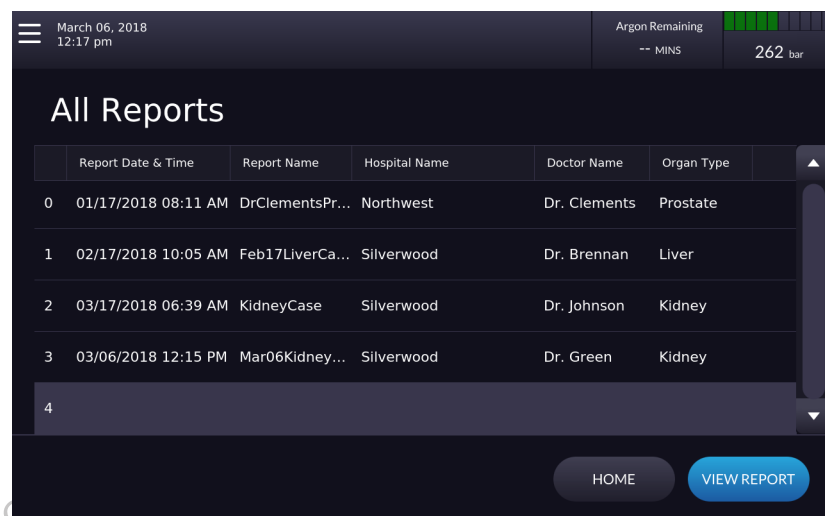 March 06, 2018
12:17 pm
Argon Remaining
-- MINS
262 bar
All Reports
Report Date & Time Report Name Hospital Name Doctor Name Organ Type
0 01/17/2018 08:11 AM DrClementsPr... Northwest Dr. Clements Prostate
1 02/17/2018 10:05 AM Feb17LiverCa... Silverwood Dr. Brennan Liver
2 03/17/2018 06:39 AM KidneyCase Silverwood Dr. Johnson Kidney
3 03/06/2018 12:15 PM Mar06Kidney... Silverwood Dr. Green Kidney
4
HOME VIEW REPORT